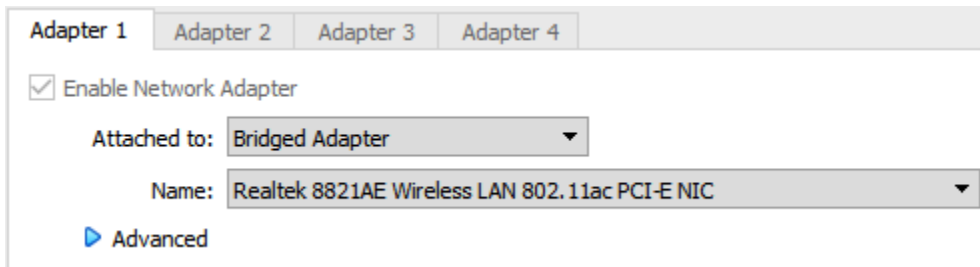 Adapter 1 Adapter 2 Adapter 3 Adapter 4
Enable Network Adapter
Attached to: Bridged Adapter
Name: Realtek 8821AE Wireless LAN 802.11ac PCI-E NIC
Advanced